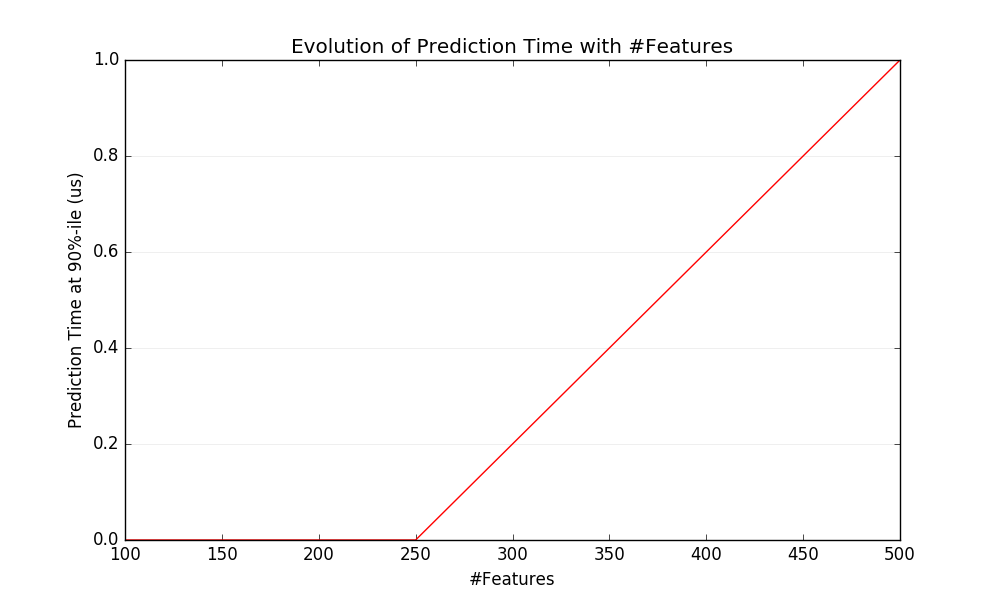 Evolution of Prediction Time with #Features
1.0
0.8
0.6
0.4
0.2
0.0
Prediction Time at 90%-ile (us)
100 150 200 250 300 350 400 450 500
#Features